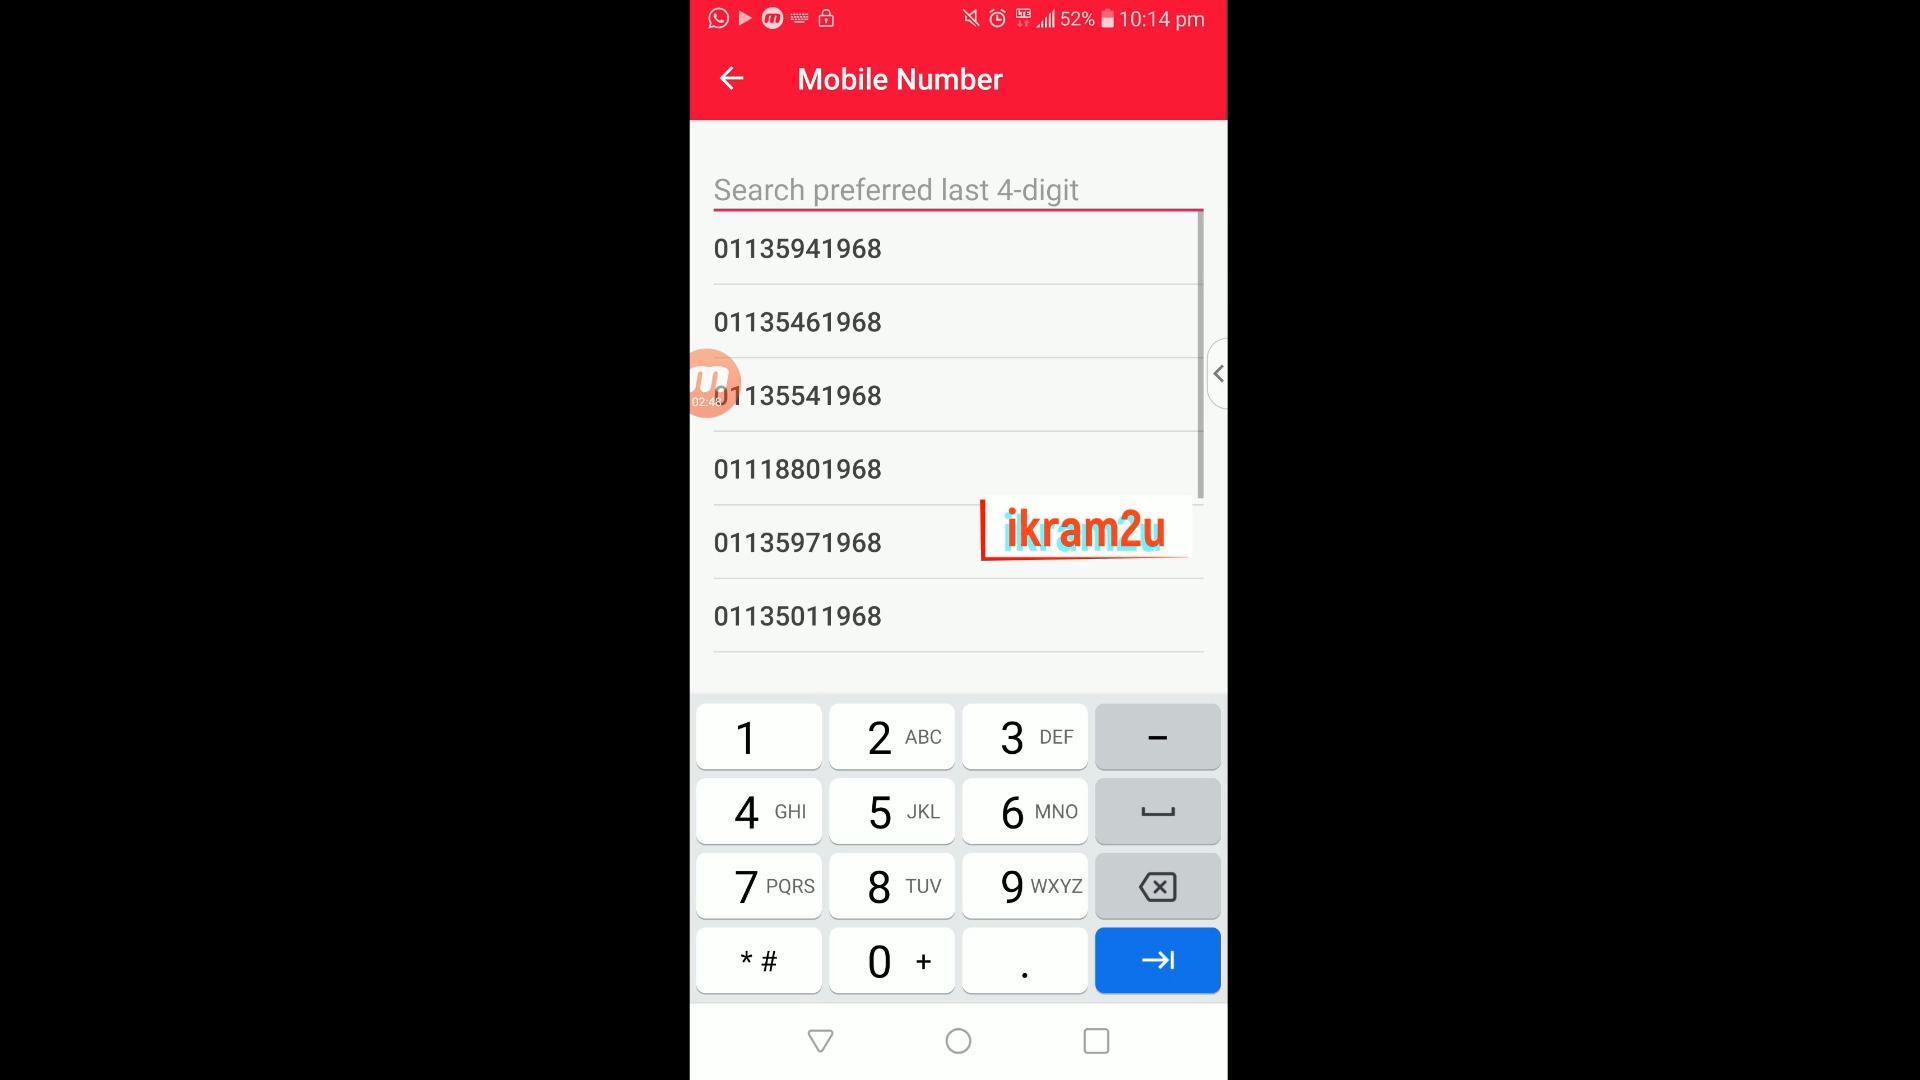 52% 10:14 pm
Mobile Number
Search preferred last 4-digit
01135941968
01135461968
01135541968
02:48
01118801968
ikram2u
01135971968
01135011968
1 2 ABC 3 DEF -
4 GHI 5 JKL 6 MNO
7 PQRS 8 TUV 9 WXYZ
* # 0 + .